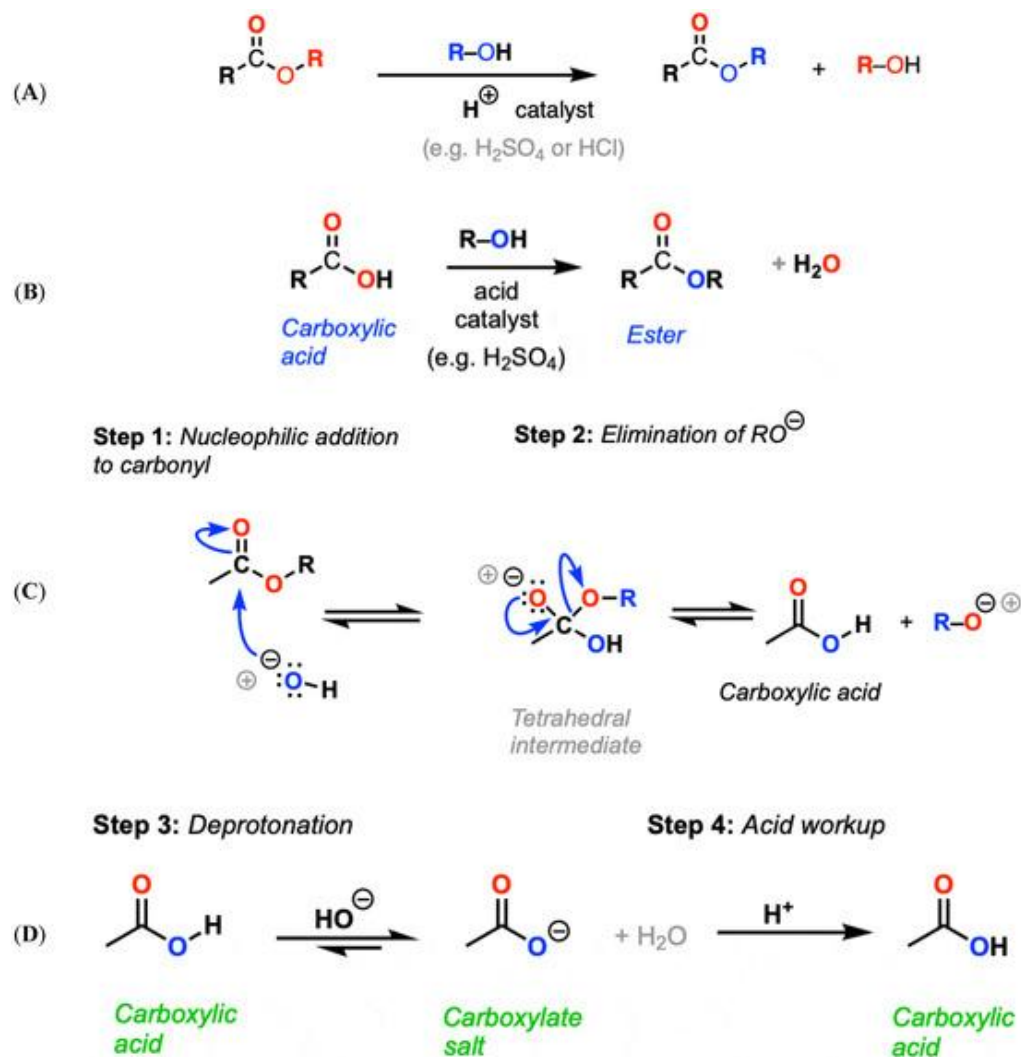 O
R O R
(A)
R–OH
H⊕ catalyst
(e.g. H₂SO₄ or HCl)
O
R O R
+ R–OH
(B)
O
R OH
Carboxylic
acid
R–OH
acid
catalyst
(e.g. H₂SO₄)
O
R OR
Ester
+ H₂O
Step 1: Nucleophilic addition
to carbonyl
Step 2: Elimination of RO⊖
(C)
O
C R
O
⊕ ⊖
:O–H
⊕ ⊖
:O O–R
C
OH
Tetrahedral
intermediate
O
O H
+ R–O⊖⊕
Carboxylic acid
Step 3: Deprotonation
Step 4: Acid workup
(D)
O
O H
Carboxylic
acid
HO⊖
O
O⊖
Carboxylate
salt
+ H₂O
H⁺
O
OH
Carboxylic
acid